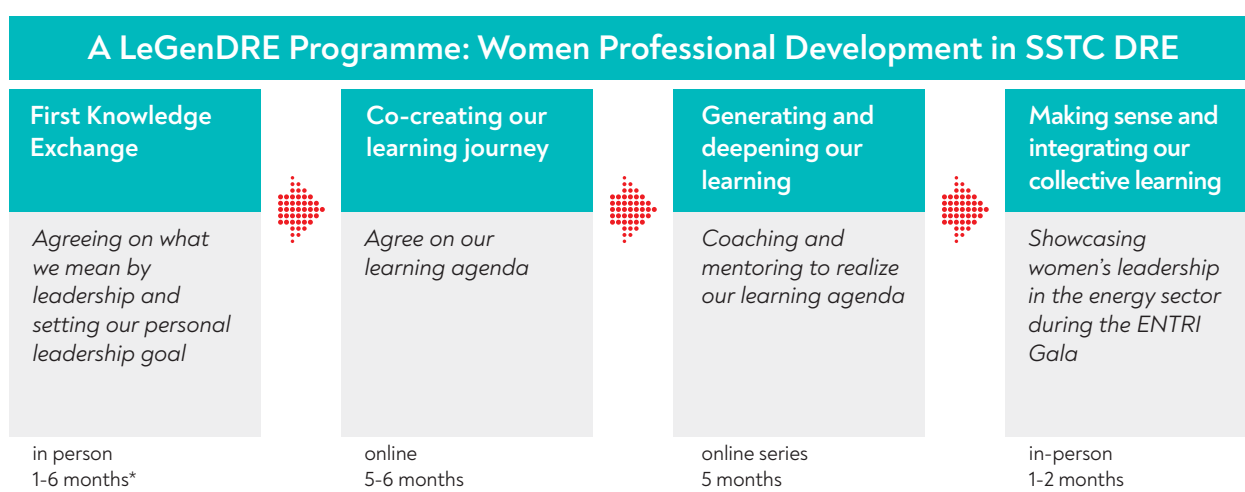 A LeGenDRE Programme: Women Professional Development in SSTC DRE
First Knowledge
Exchange
Agreeing on what
we mean by
leadership and
setting our personal
leadership goal
in person
1-6 months*
Co-creating our
learning journey
Agree on our
learning agenda
online
5-6 months
Generating and
deepening our
learning
Coaching and
mentoring to realize
our learning agenda
online series
5 months
Making sense and
integrating our
collective learning
Showcasing
women’s leadership
in the energy sector
during the ENTRI
Gala
in-person
1-2 months